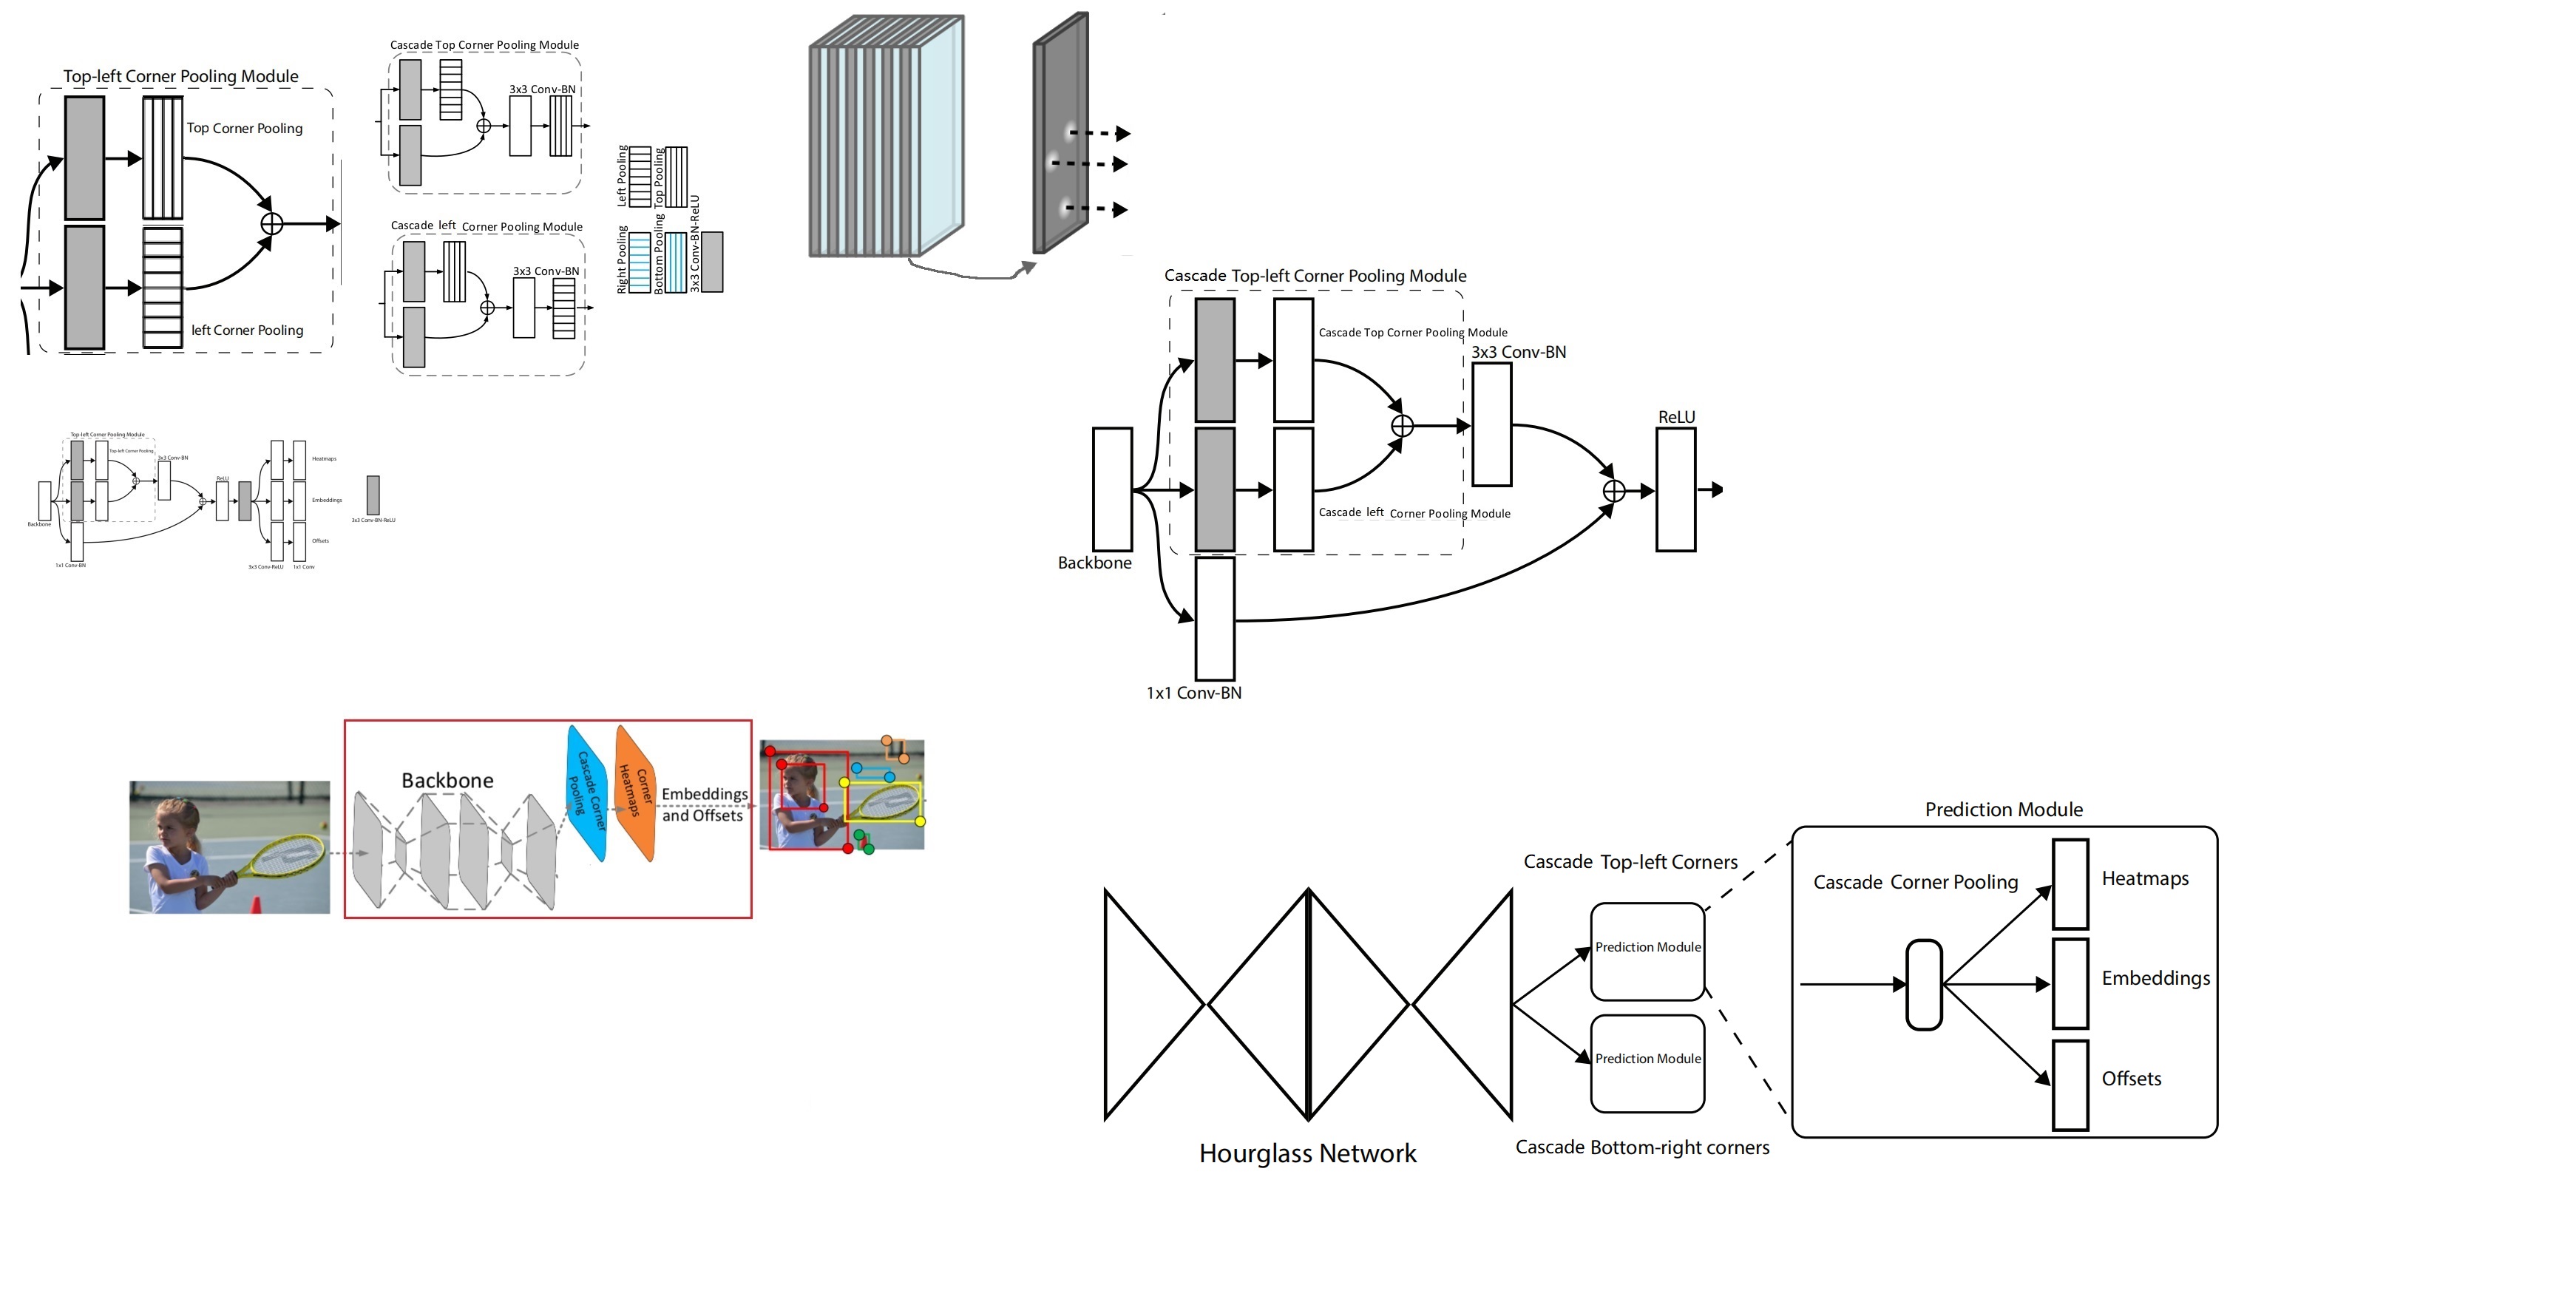 Top-left Corner Pooling Module
Top Corner Pooling
left Corner Pooling
Cascade Top Corner Pooling Module
3x3 Conv-BN
Cascade left Corner Pooling Module
3x3 Conv-BN
Left Pooling
Top Pooling
Right Pooling
Bottom Pooling
3x3 Conv-BN-ReLU
Cascade Top-left Corner Pooling Module
Cascade Top Corner Pooling Module
3x3 Conv-BN
ReLU
Cascade left Corner Pooling Module
Backbone
1x1 Conv-BN
Top-left Corner Pooling Module
Top-left Corner Pooling
3x3 Conv-BN
ReLU
Heatmaps
Embeddings
Offsets
Backbone
1x1 Conv-BN
3x3 Conv-ReLU
1x1 Conv
3x3 Conv-BN-ReLU
Backbone
Cascade Corner
Pooling
Corner
Heatmaps
Embeddings
and Offsets
Prediction Module
Cascade Top-left Corners
Cascade Corner Pooling
Heatmaps
Prediction Module
Embeddings
Prediction Module
Offsets
Hourglass Network
Cascade Bottom-right corners